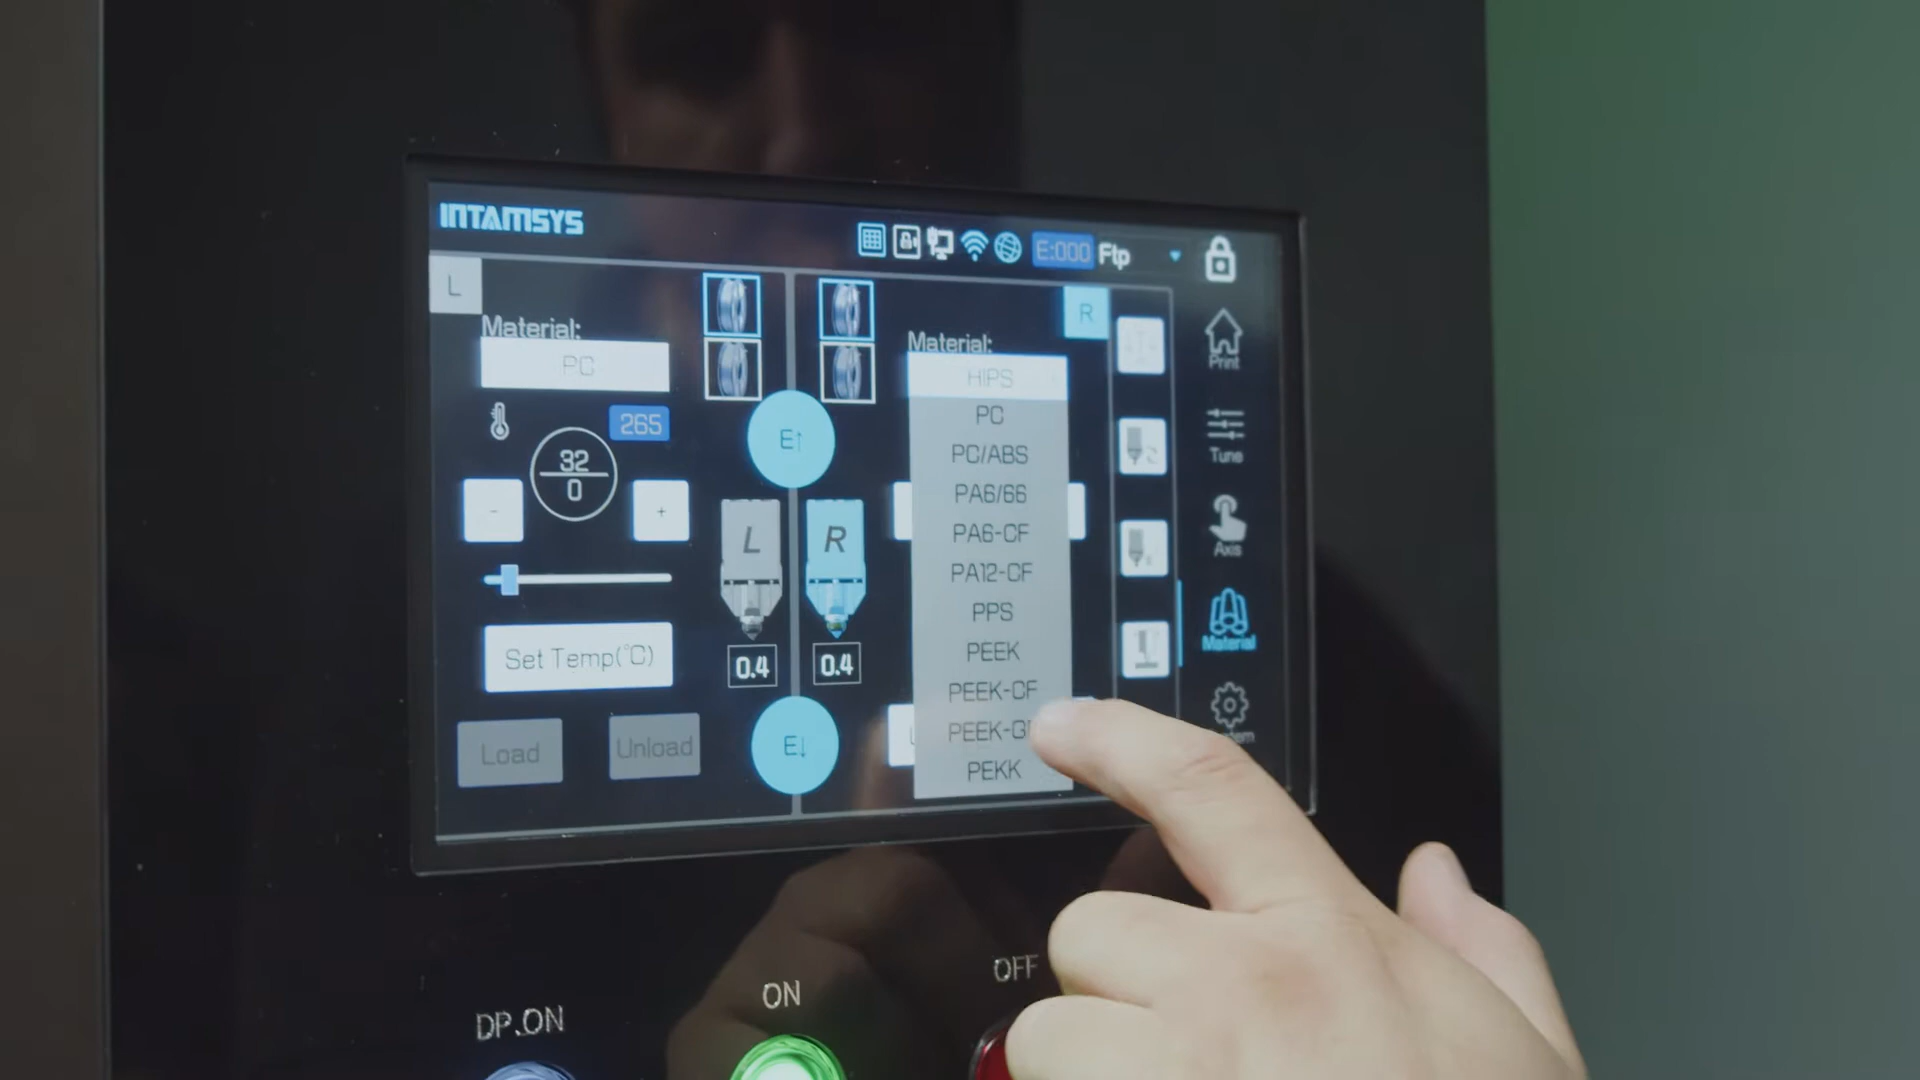 INTAMSYS
E:000 Ftp
L
R
Material:
PC
265
32
0
-
+
Set Temp(°C)
Load
Unload
E↑
L
R
0.4
0.4
E↓
Material:
HIPS
PC
PC/ABS
PA6/66
PA6-CF
PA12-CF
PPS
PEEK
PEEK-CF
PEKK
Print
Tune
Axis
Material
DP.ON
ON
OFF